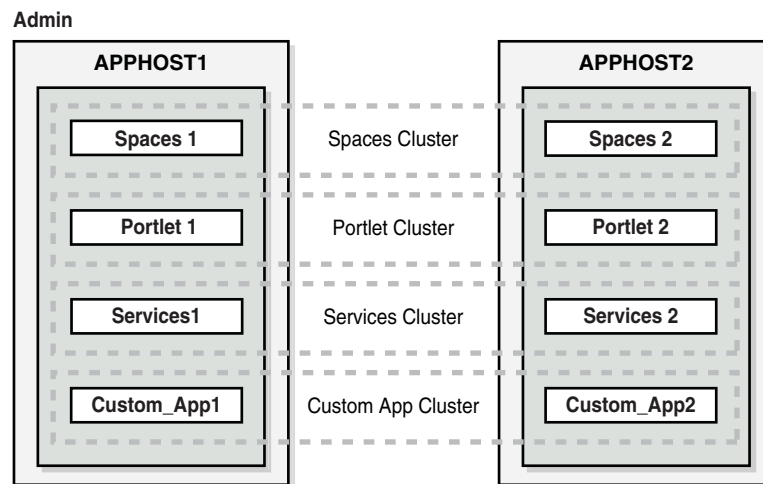 Admin
APPHOST1
APPHOST2
Spaces 1
Spaces Cluster
Spaces 2
Portlet 1
Portlet Cluster
Portlet 2
Services1
Services Cluster
Services 2
Custom_App1
Custom App Cluster
Custom_App2